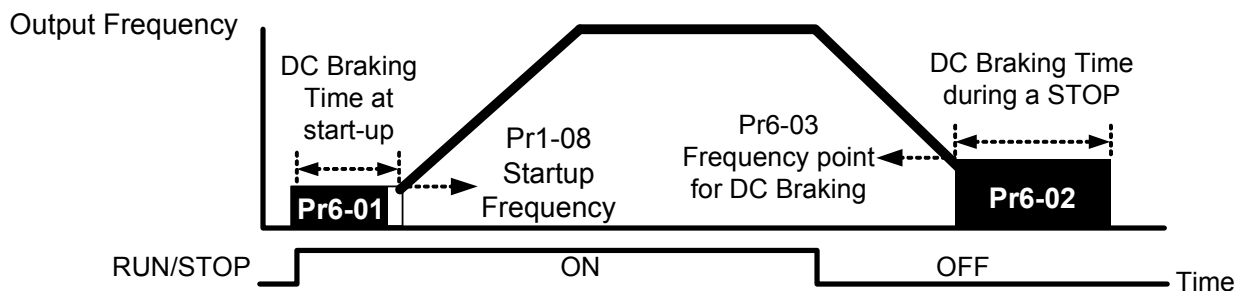 Output Frequency
DC Braking
Time at
start-up
Pr6-01
Pr1-08
Startup
Frequency
Pr6-03
Frequency point
for DC Braking
DC Braking Time
during a STOP
Pr6-02
RUN/STOP
ON
OFF
Time